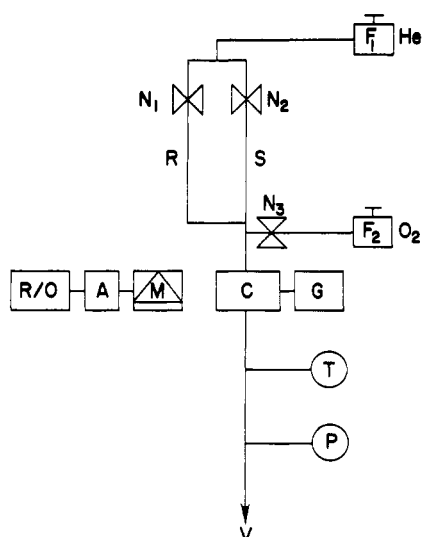 F₁ He
N₁ N₂
R S
N₃
F₂ O₂
R/O A M C G
T
P
V